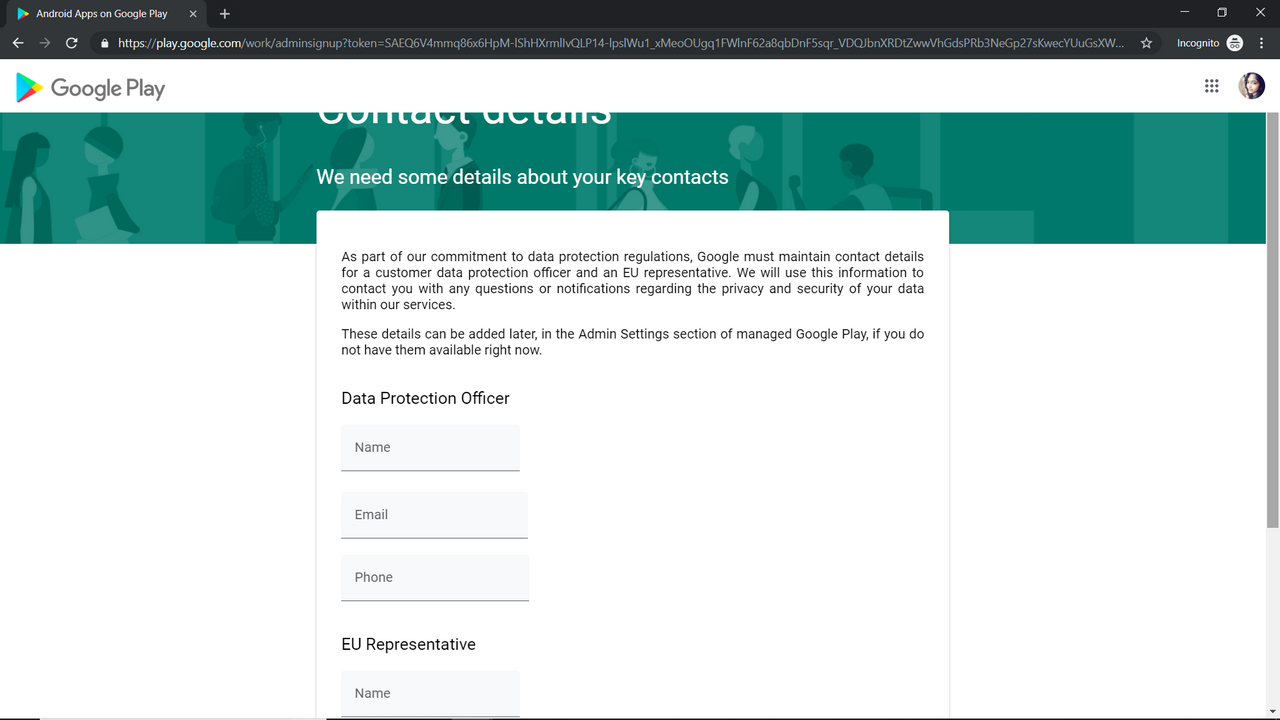 Android Apps on Google Play
https://play.google.com/work/adminsignup?token=
Incognito
Google Play
Contact details
We need some details about your key contacts
As part of our commitment to data protection regulations, Google must maintain contact details
for a customer data protection officer and an EU representative. We will use this information to
contact you with any questions or notifications regarding the privacy and security of your data
within our services.
These details can be added later, in the Admin Settings section of managed Google Play, if you do
not have them available right now.
Data Protection Officer
Name
Email
Phone
EU Representative
Name